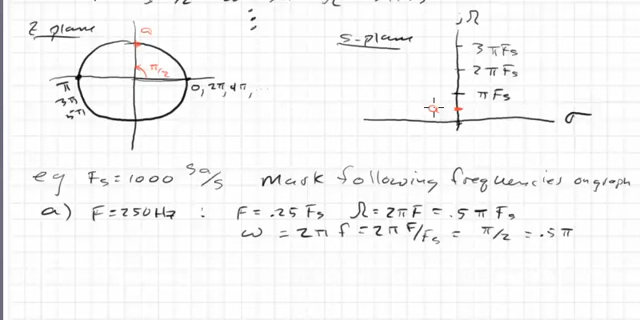 Z plane
a
π/2
π
3π
5π
0, 2π, 4π, ...
s-plane
jΩ
3πFs
2πFs
πFs
a
σ
eg Fs = 1000 Sa/s Mark following frequencies on graph
a) F = 250 Hz : F = .25 Fs Ω = 2πF = .5 π Fs
ω = 2π f = 2π F/Fs = π/2 = .5 π